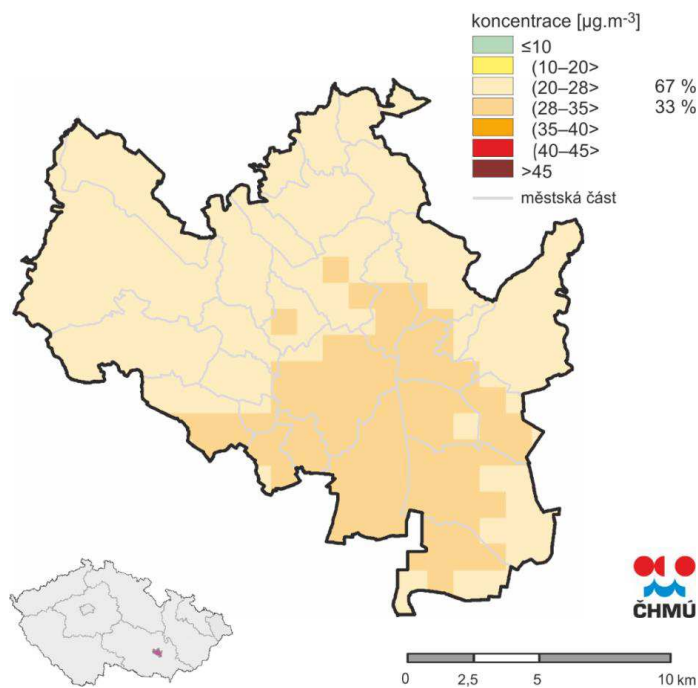 koncentrace [µg.m-3]
≤10
(10–20>
(20–28> 67 %
(28–35> 33 %
(35–40>
(40–45>
>45
městská část
ČHMÚ
0 2,5 5 10 km